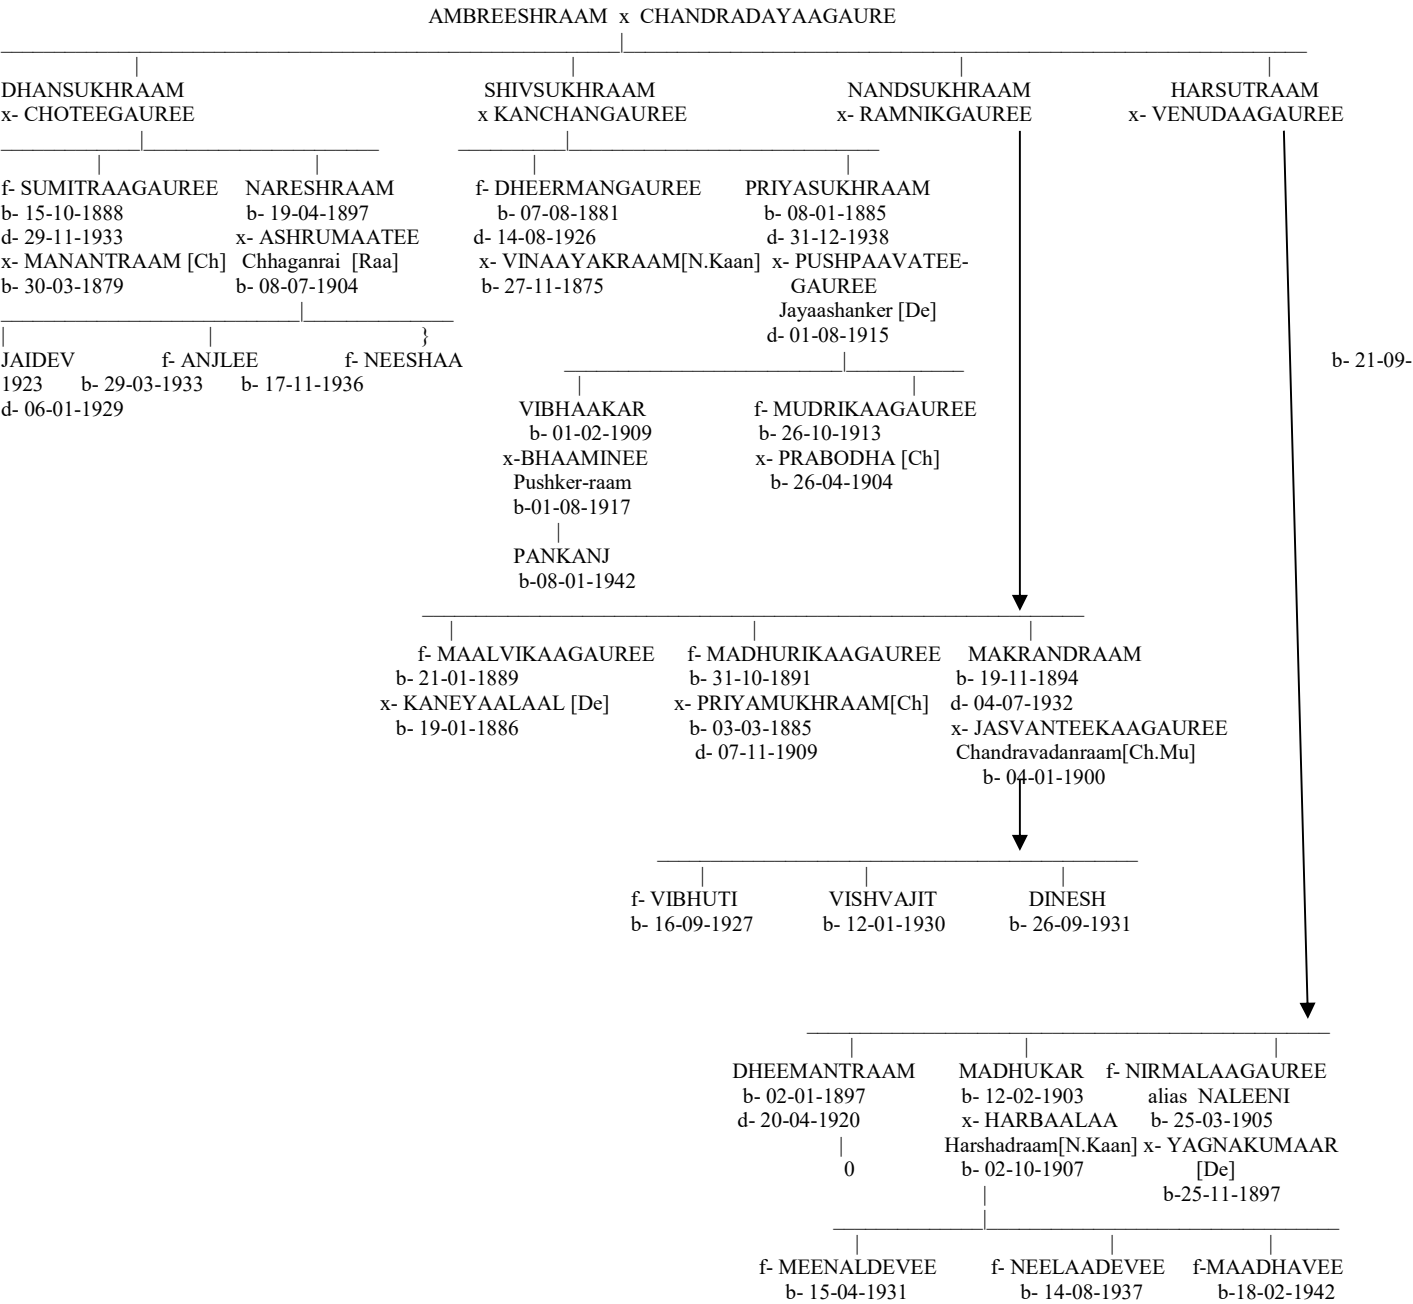 AMBREESHRAAM x CHANDRADAYAAGAURE
DHANSUKHRAAM SHIVSUKHRAAM NANDSUKHRAAM HARSUTRAAM
x- CHOTEEGAUREE x KANCHANGAUREE x- RAMNIKGAUREE x- VENUDAAGAUREE
f- SUMITRAAGAUREE NARESHRAAM f- DHEERMANGAUREE PRIYASUKHRAAM
b- 15-10-1888 b- 19-04-1897 b- 07-08-1881 b- 08-01-1885
d- 29-11-1933 x- ASHRUMAATEE d- 14-08-1926 d- 31-12-1938
x- MANANTRAAM [Ch] Chhaganrai [Raa] x- VINAAYAKRAAM[N.Kaan] x- PUSHPAAVATEE-
b- 30-03-1879 b- 08-07-1904 b- 27-11-1875 GAUREE
Jayaashanker [De]
d- 01-08-1915
JAIDEV f- ANJLEE f- NEESHAA b- 21-09-
1923 b- 29-03-1933 b- 17-11-1936
d- 06-01-1929
VIBHAAKAR f- MUDRIKAAGAUREE
b- 01-02-1909 b- 26-10-1913
x-BHAAMINEE x- PRABODHA [Ch]
Pushker-raam b- 26-04-1904
b-01-08-1917
PANKANJ
b-08-01-1942
f- MAALVIKAAGAUREE f- MADHURIKAAGAUREE MAKRANDRAAM
b- 21-01-1889 b- 31-10-1891 b- 19-11-1894
x- KANEYAALAAL [De] x- PRIYAMUKHRAAM[Ch] d- 04-07-1932
b- 19-01-1886 b- 03-03-1885 x- JASVANTEEKAAGAUREE
d- 07-11-1909 Chandravadanraam[Ch.Mu]
b- 04-01-1900
f- VIBHUTI VISHVAJIT DINESH
b- 16-09-1927 b- 12-01-1930 b- 26-09-1931
DHEEMANTRAAM MADHUKAR f- NIRMALAAGAUREE
b- 02-01-1897 b- 12-02-1903 alias NALEENI
d- 20-04-1920 x- HARBAALAA b- 25-03-1905
Harshadraam[N.Kaan] x- YAGNAKUMAAR
0 b- 02-10-1907 [De]
b-25-11-1897
f- MEENALDEVEE f- NEELAADEVEE f-MAADHAVEE
b- 15-04-1931 b- 14-08-1937 b-18-02-1942